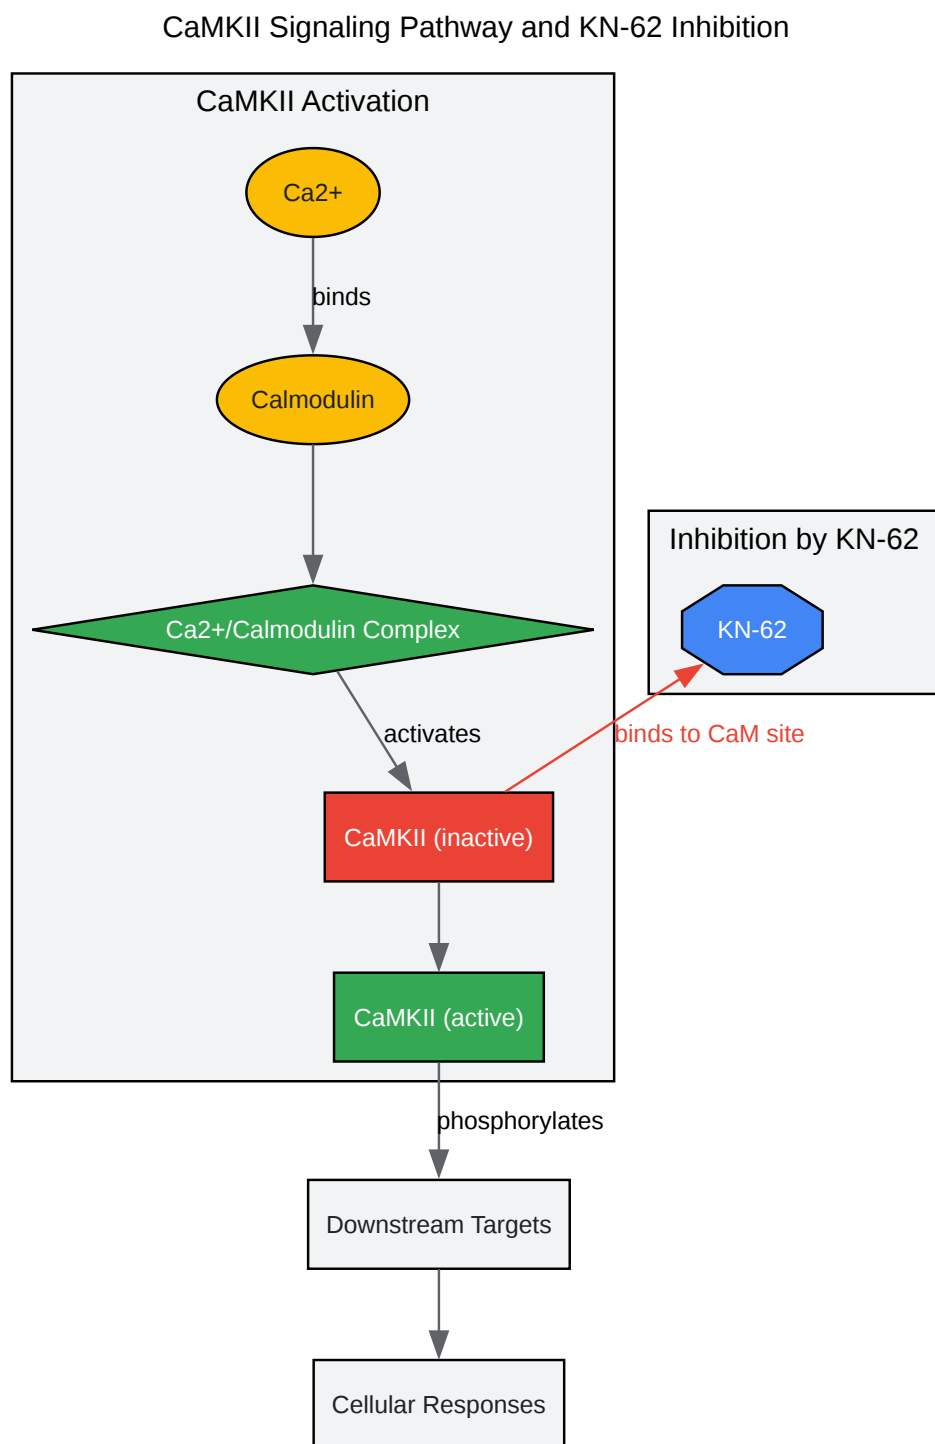 CaMKII Signaling Pathway and KN-62 Inhibition
CaMKII Activation
Ca2+
binds
Calmodulin
Inhibition by KN-62
Ca2+/Calmodulin Complex
KN-62
activates
binds to CaM site
CaMKII (inactive)
CaMKII (active)
phosphorylates
Downstream Targets
Cellular Responses